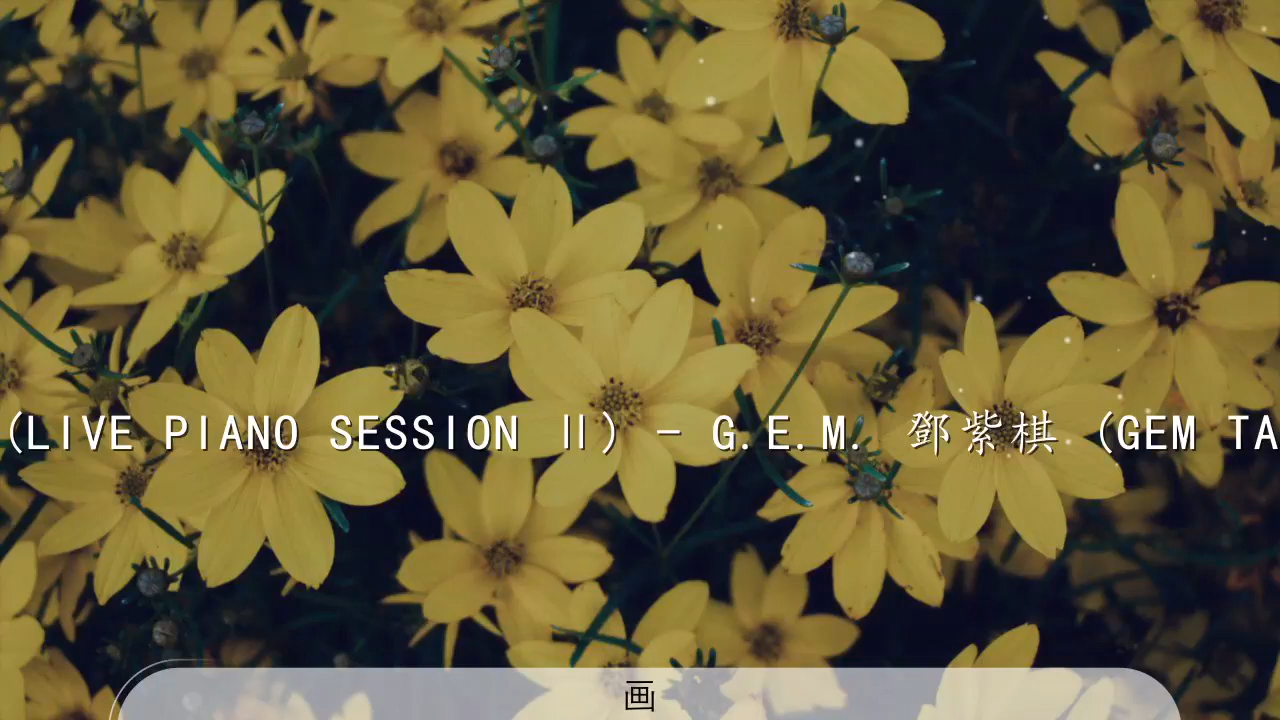 (LIVE PIANO SESSION Ⅱ) - G.E.M. 鄧紫棋 (GEM TA
画